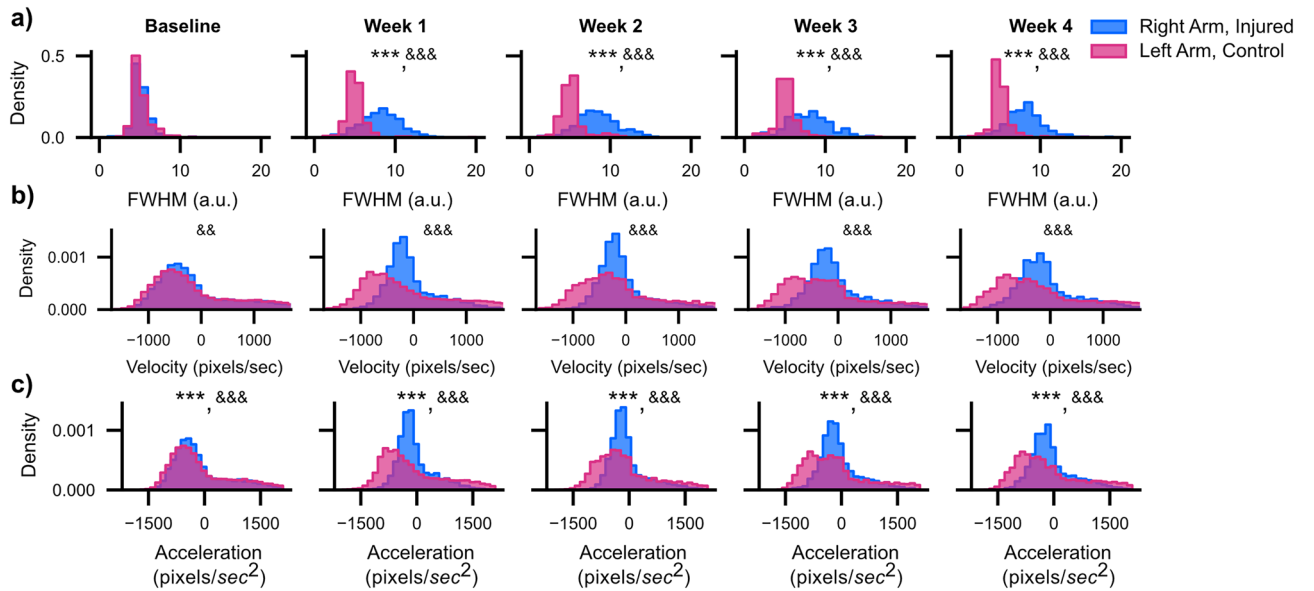 a)
Baseline
Week 1
Week 2
Week 3
Week 4
Right Arm, Injured
Left Arm, Control
***, &&&
***, &&&
***, &&&
***, &&&
Density
0.5
0.0
0 10 20
0 10 20
0 10 20
0 10 20
0 10 20
FWHM (a.u.)
FWHM (a.u.)
FWHM (a.u.)
FWHM (a.u.)
FWHM (a.u.)
b)
&&
&&&
&&&
&&&
&&&
Density
0.001
0.000
−1000 0 1000
−1000 0 1000
−1000 0 1000
−1000 0 1000
−1000 0 1000
Velocity (pixels/sec)
Velocity (pixels/sec)
Velocity (pixels/sec)
Velocity (pixels/sec)
Velocity (pixels/sec)
c)
***, &&&
***, &&&
***, &&&
***, &&&
***, &&&
Density
0.001
0.000
−1500 0 1500
−1500 0 1500
−1500 0 1500
−1500 0 1500
−1500 0 1500
Acceleration
(pixels/sec²)
Acceleration
(pixels/sec²)
Acceleration
(pixels/sec²)
Acceleration
(pixels/sec²)
Acceleration
(pixels/sec²)